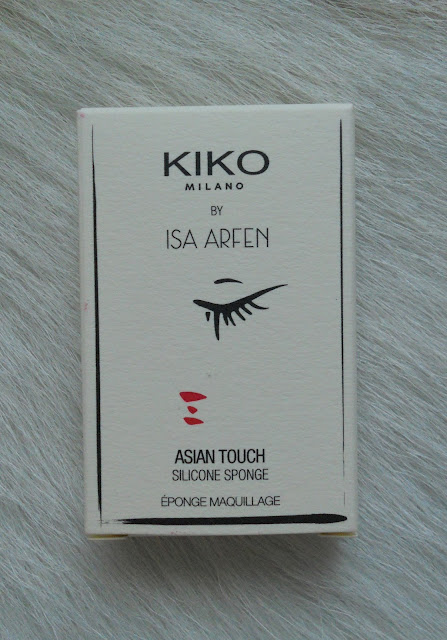 KIKO
MILANO
BY
ISA ARFEN
ASIAN TOUCH
SILICONE SPONGE
ÉPONGE MAQUILLAGE